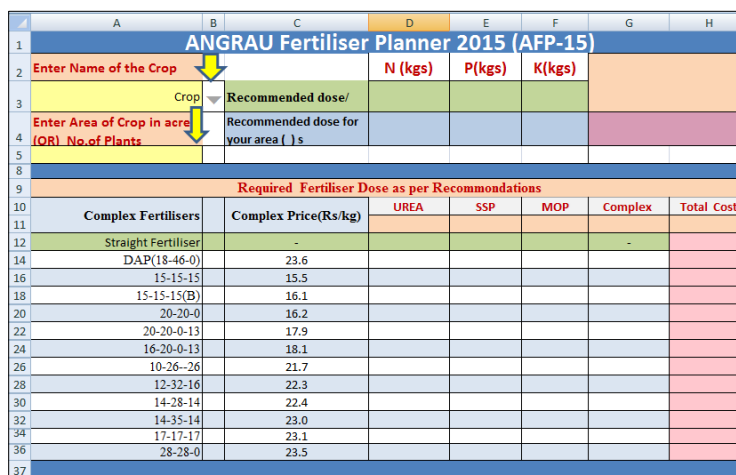 A B C D E F G H
1 ANGRAU Fertiliser Planner 2015 (AFP-15)
2 Enter Name of the Crop N (kgs) P(kgs) K(kgs)
3 Crop Recommended dose/
4 Enter Area of Crop in acre Recommended dose for
(OR) No.of Plants your area ( ) s
5
8
9 Required Fertiliser Dose as per Recommondations
10 Complex Fertilisers Complex Price(Rs/kg) UREA SSP MOP Complex Total Cost
11
12 Straight Fertiliser - -
14 DAP(18-46-0) 23.6
16 15-15-15 15.5
18 15-15-15(B) 16.1
20 20-20-0 16.2
22 20-20-0-13 17.9
24 16-20-0-13 18.1
26 10-26--26 21.7
28 12-32-16 22.3
30 14-28-14 22.4
32 14-35-14 23.0
34 17-17-17 23.1
36 28-28-0 23.5
37